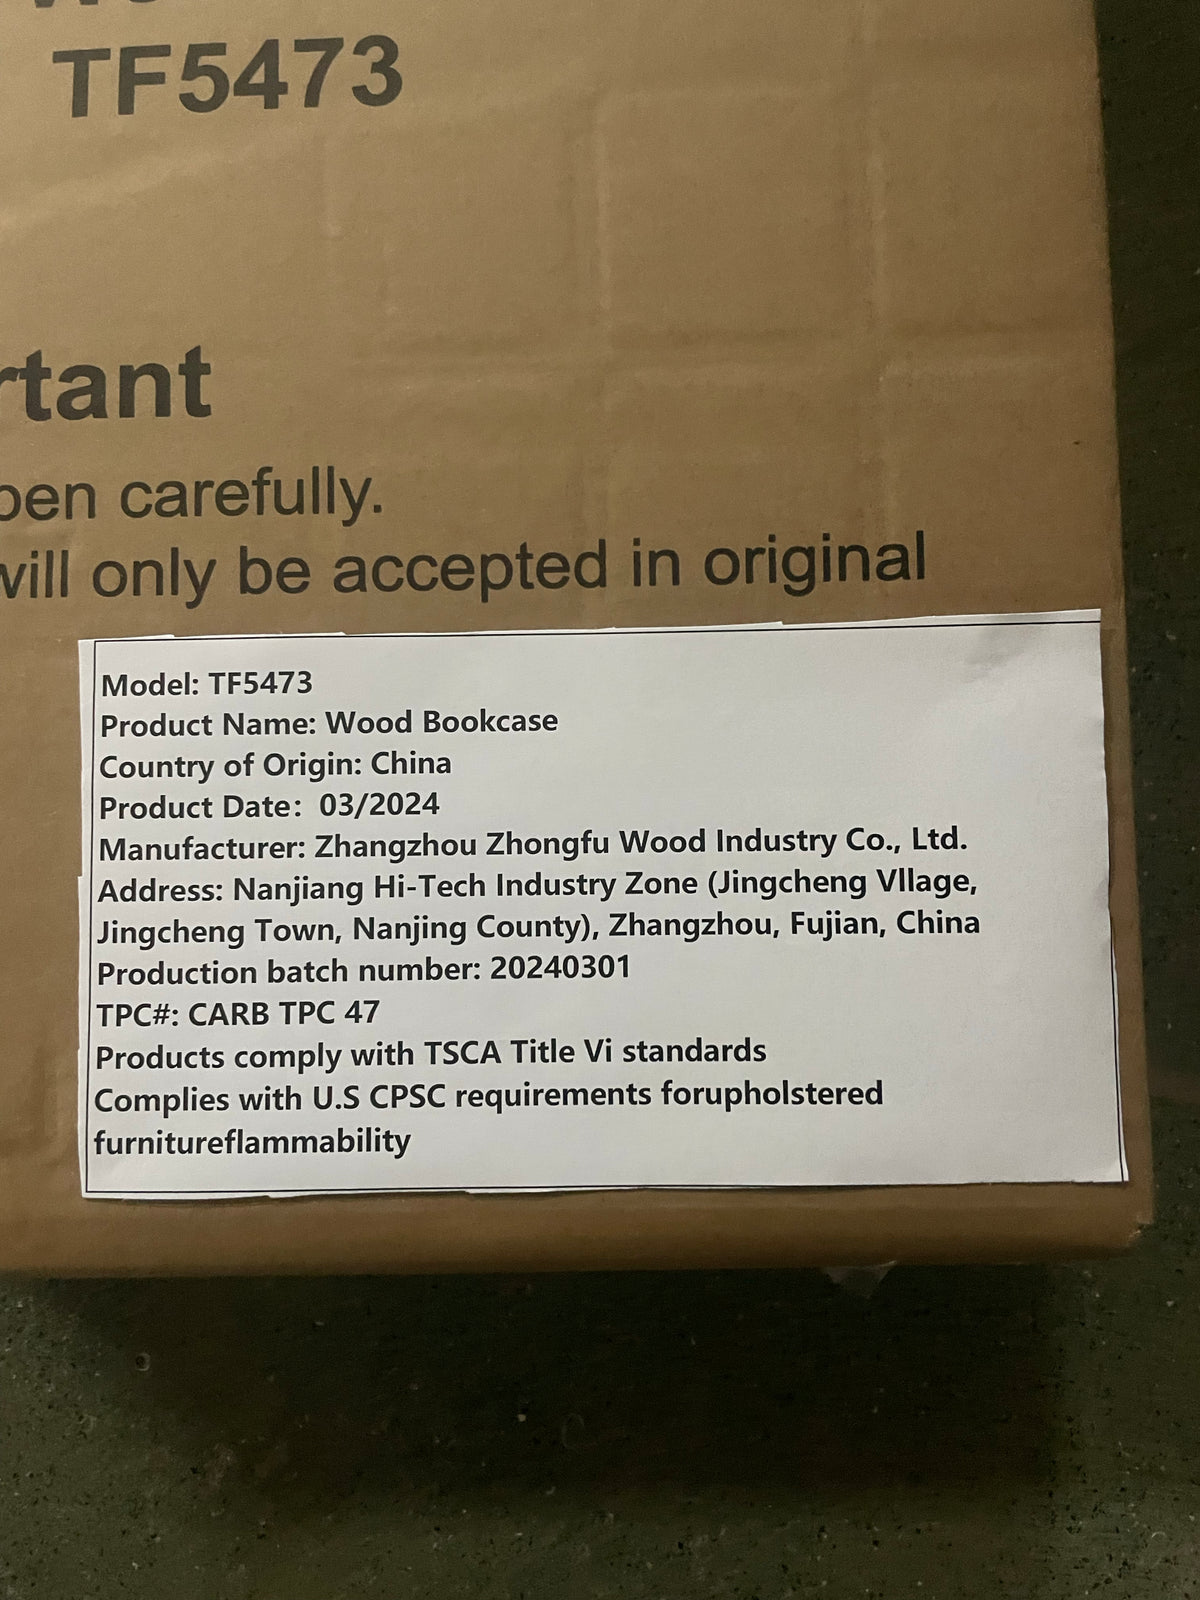 TF5473
rtant
pen carefully.
will only be accepted in original
Model: TF5473
Product Name: Wood Bookcase
Country of Origin: China
Product Date: 03/2024
Manufacturer: Zhangzhou Zhongfu Wood Industry Co., Ltd.
Address: Nanjiang Hi-Tech Industry Zone (Jingcheng Vllage,
Jingcheng Town, Nanjing County), Zhangzhou, Fujian, China
Production batch number: 20240301
TPC#: CARB TPC 47
Products comply with TSCA Title Vi standards
Complies with U.S CPSC requirements forupholstered
furnitureflammability